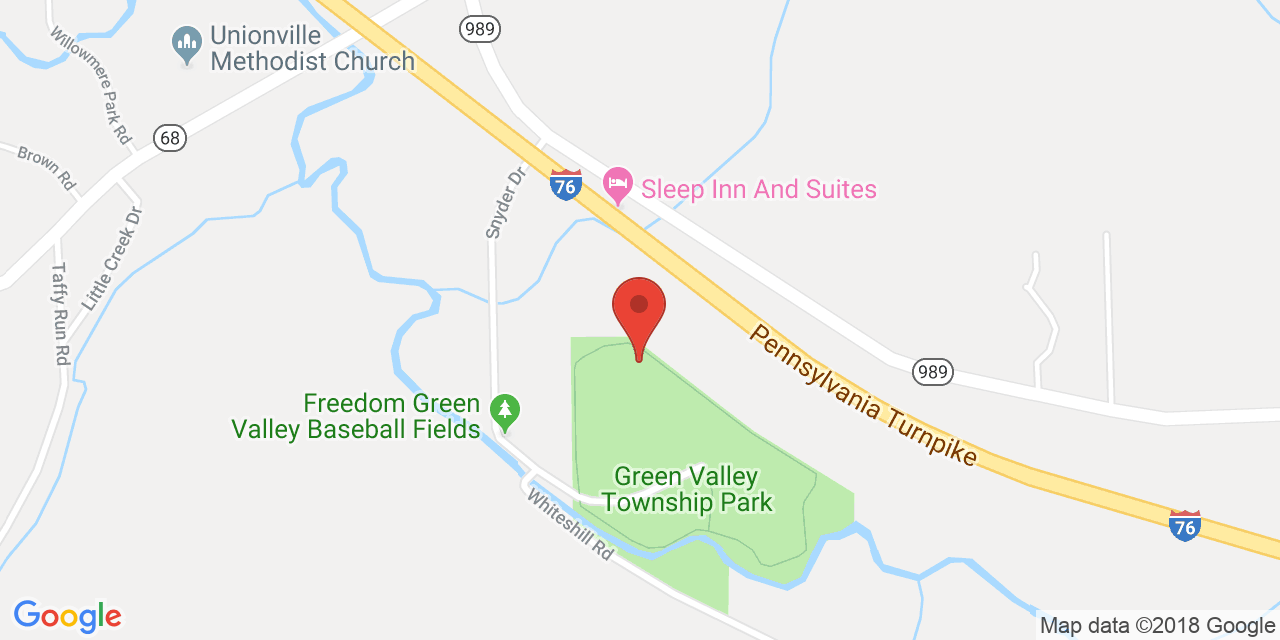 989
Unionville
Methodist Church
Willowmere Park Rd
68
Brown Rd
Snyder Dr
76
Sleep Inn And Suites
Little Creek Dr
Taffy Run Rd
Pennsylvania Turnpike
989
Freedom Green
Valley Baseball Fields
Green Valley
Township Park
Whiteshill Rd
76
Google
Map data ©2018 Google